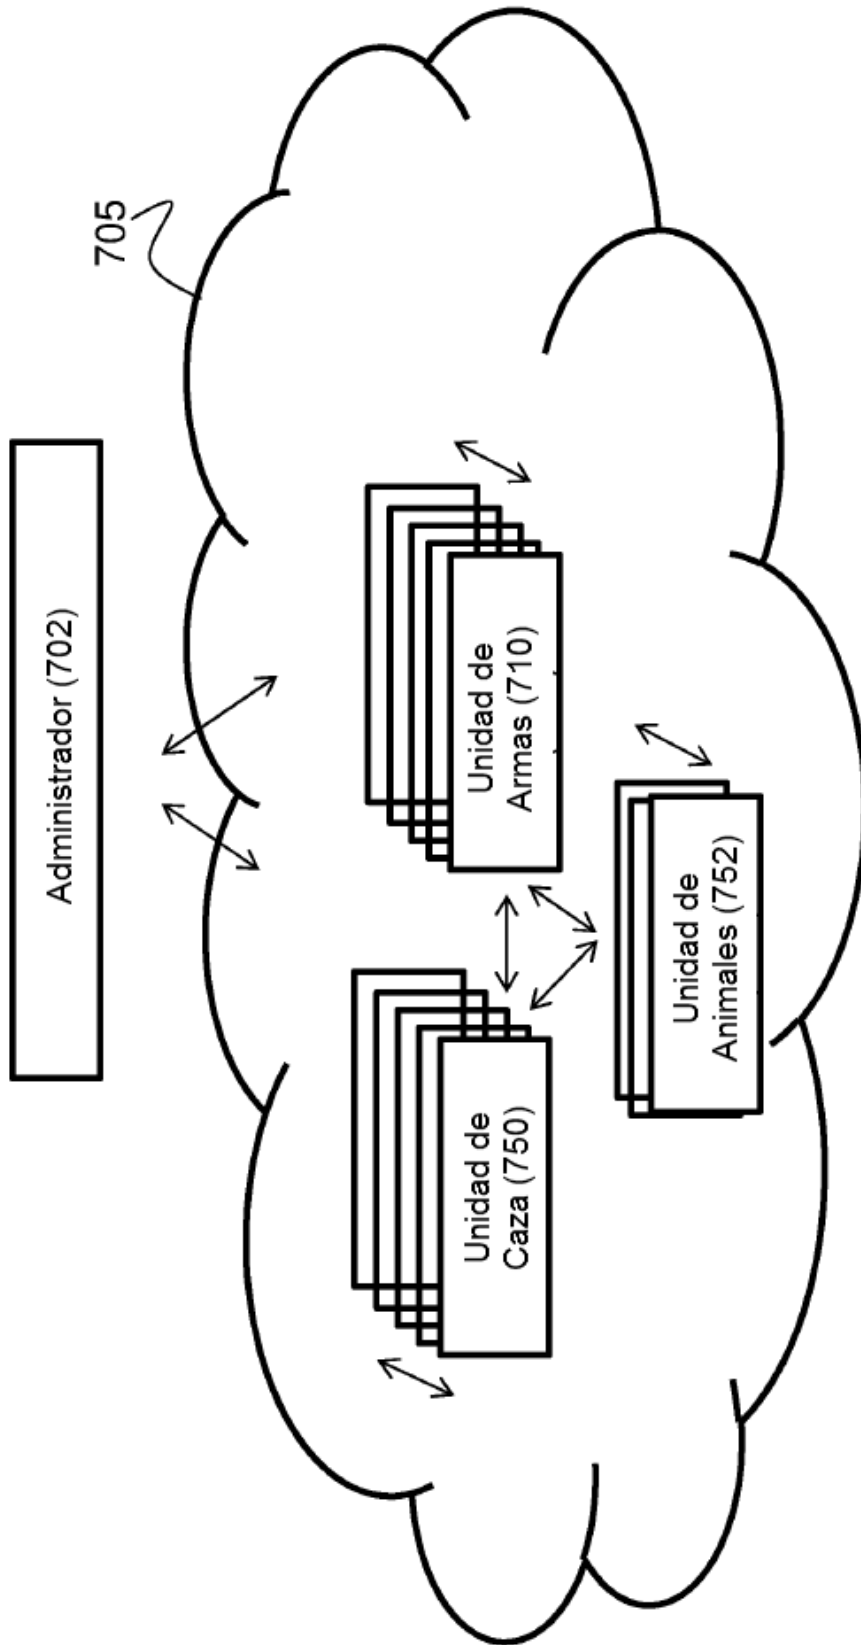 Administrador (702)
705
Unidad de
Caza (750)
Unidad de
Armas (710)
Unidad de
Animales (752)